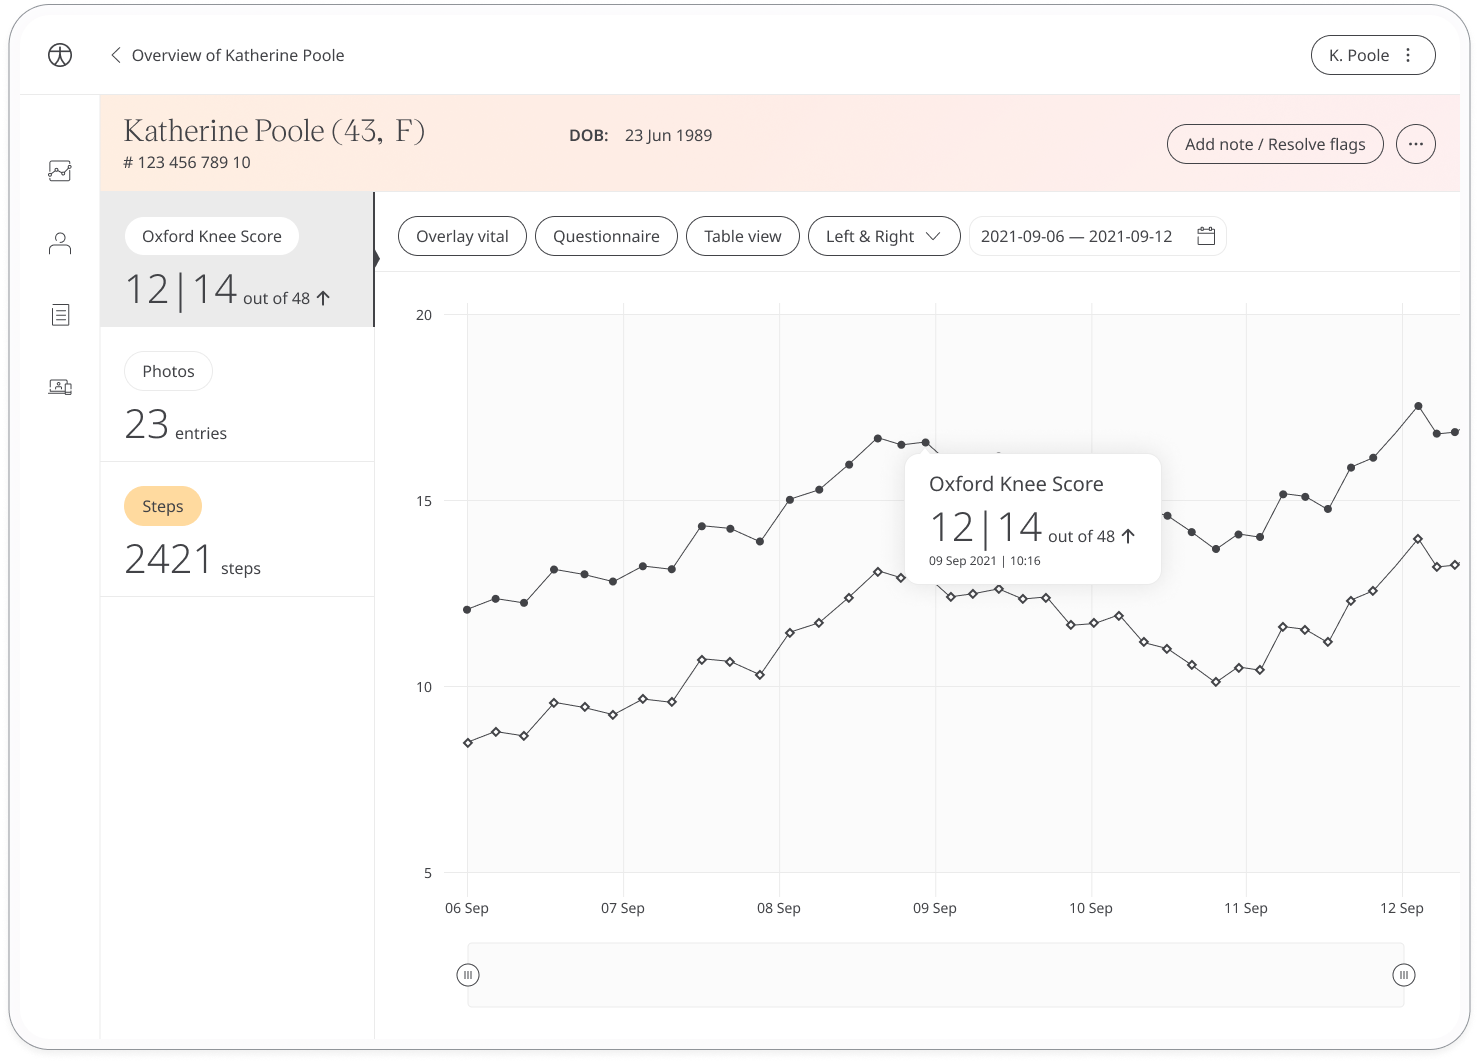 Overview of Katherine Poole
K. Poole
Katherine Poole (43, F)
# 123 456 789 10
DOB: 23 Jun 1989
Add note / Resolve flags
Oxford Knee Score
12|14 out of 48 ↑
Photos
23 entries
Steps
2421 steps
Overlay vital
Questionnaire
Table view
Left & Right
2021-09-06 — 2021-09-12
20
15
10
5
Oxford Knee Score
12|14 out of 48 ↑
09 Sep 2021 | 10:16
06 Sep
07 Sep
08 Sep
09 Sep
10 Sep
11 Sep
12 Sep